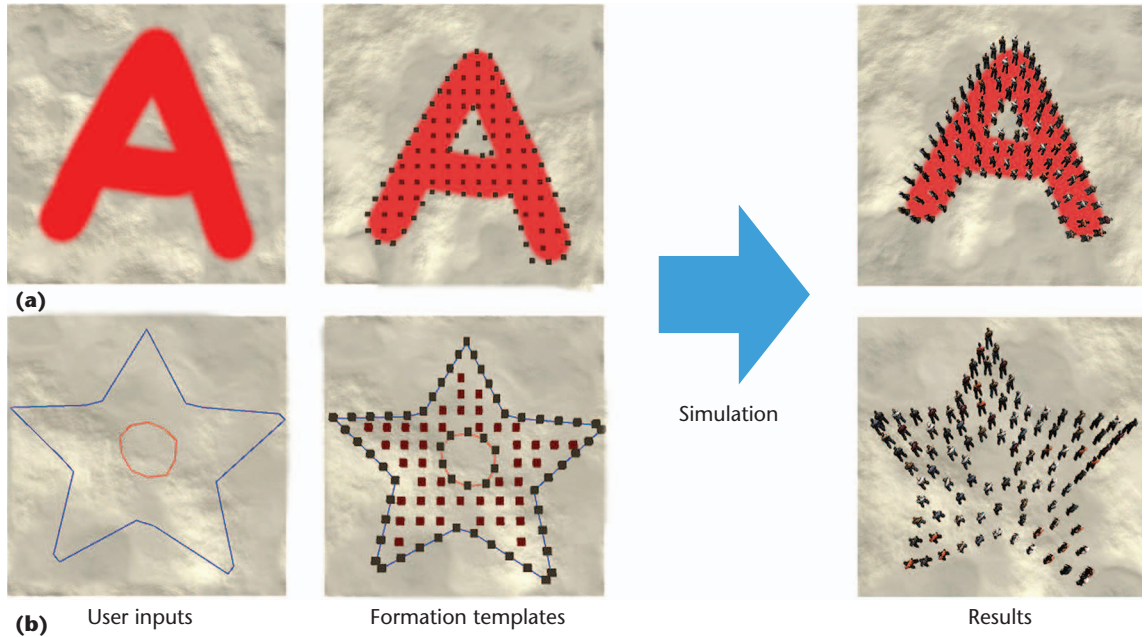 A
A
A
(a)
Simulation
(b)
User inputs
Formation templates
Results